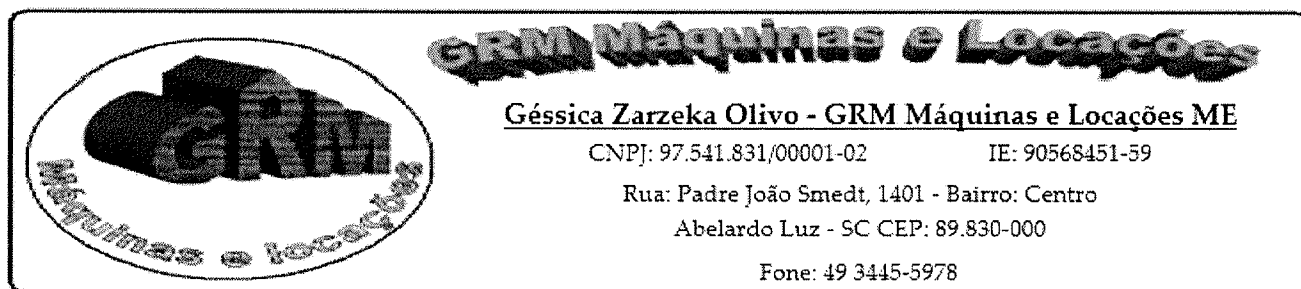 GRM Máquinas e Locações
GRM
Máquinas e locações
Géssica Zarzeka Olivo - GRM Máquinas e Locações ME
CNPJ: 97.541.831/00001-02 IE: 90568451-59
Rua: Padre João Smedt, 1401 - Bairro: Centro
Abelardo Luz - SC CEP: 89.830-000
Fone: 49 3445-5978